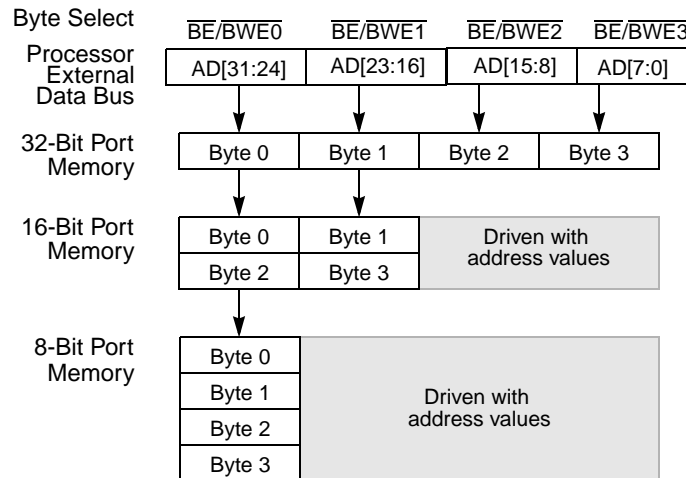 Byte Select BE/BWE0 BE/BWE1 BE/BWE2 BE/BWE3
Processor
External
Data Bus
AD[31:24] AD[23:16] AD[15:8] AD[7:0]
32-Bit Port
Memory
Byte 0 Byte 1 Byte 2 Byte 3
16-Bit Port
Memory
Byte 0 Byte 1
Byte 2 Byte 3
Driven with
address values
8-Bit Port
Memory
Byte 0
Byte 1
Byte 2
Byte 3
Driven with
address values